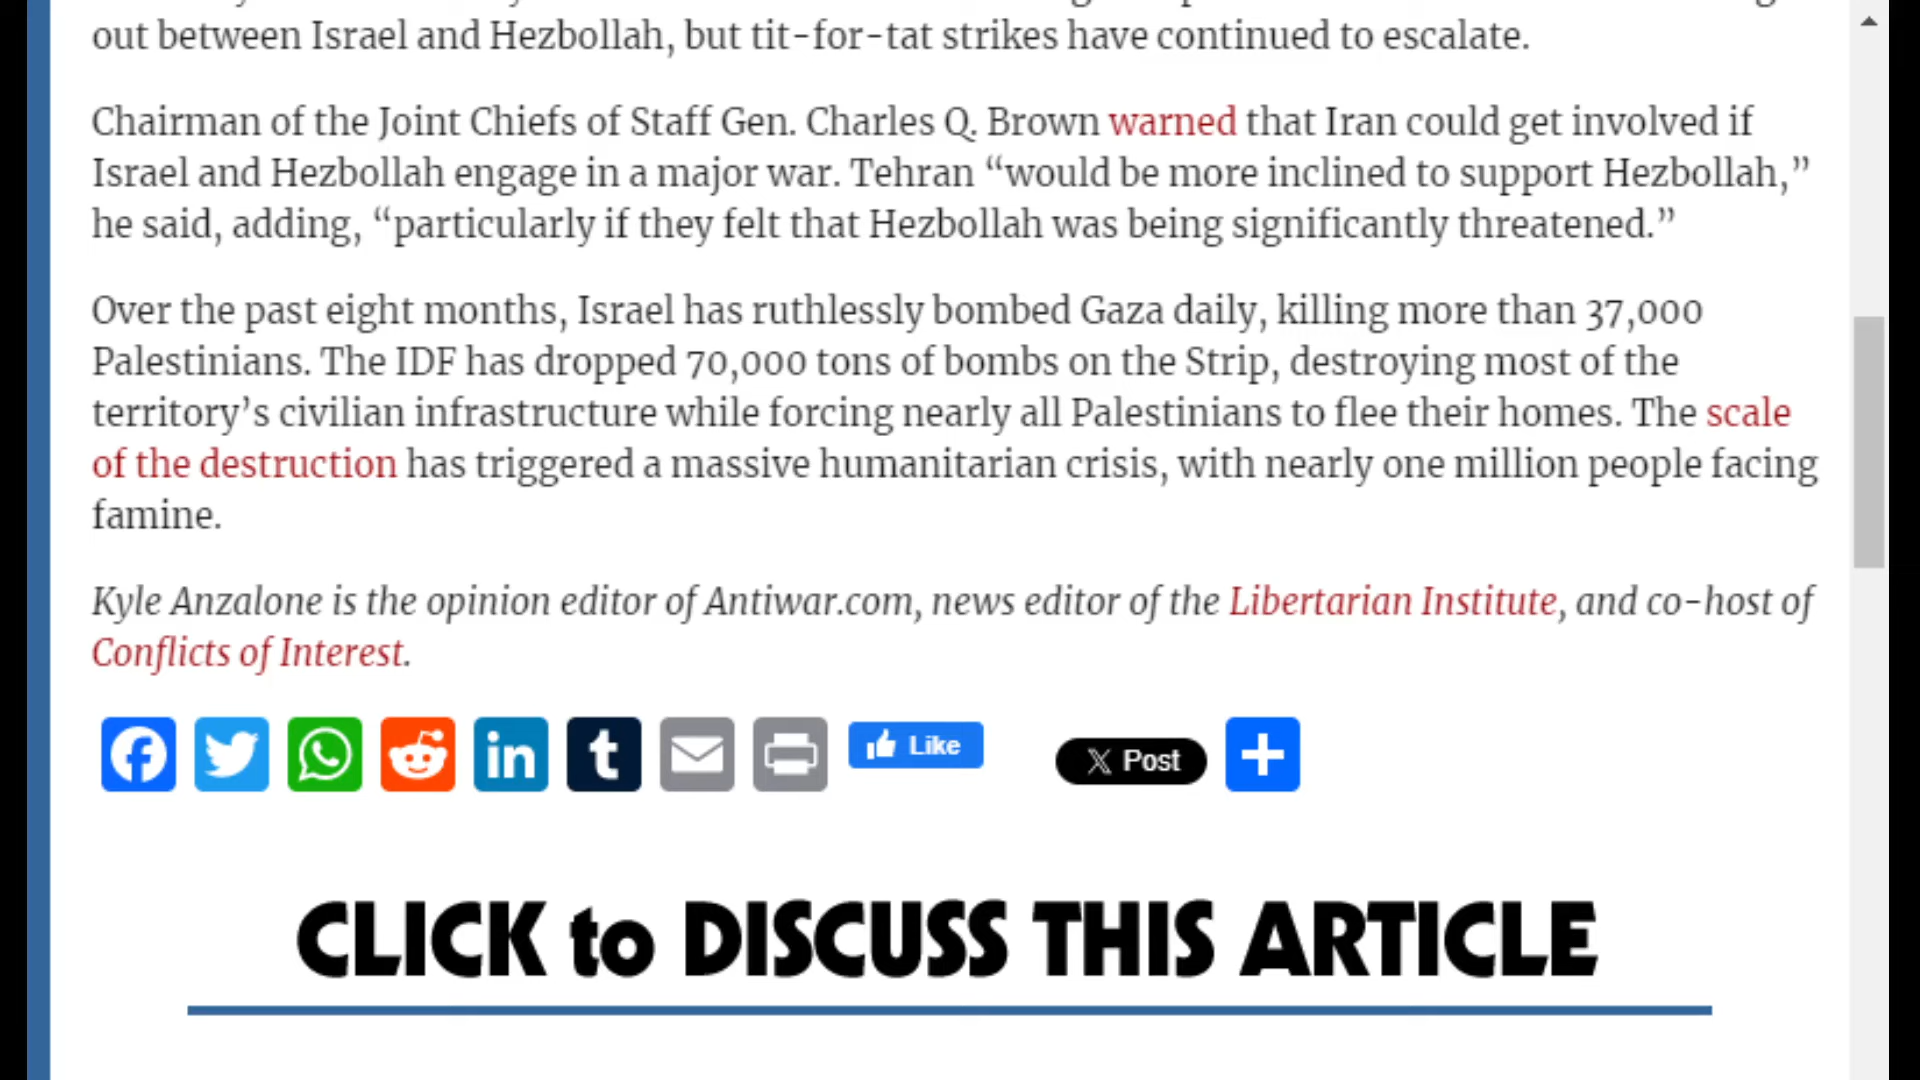 out between Israel and Hezbollah, but tit-for-tat strikes have continued to escalate.
Chairman of the Joint Chiefs of Staff Gen. Charles Q. Brown warned that Iran could get involved if
Israel and Hezbollah engage in a major war. Tehran “would be more inclined to support Hezbollah,”
he said, adding, “particularly if they felt that Hezbollah was being significantly threatened.”
Over the past eight months, Israel has ruthlessly bombed Gaza daily, killing more than 37,000
Palestinians. The IDF has dropped 70,000 tons of bombs on the Strip, destroying most of the
territory’s civilian infrastructure while forcing nearly all Palestinians to flee their homes. The scale
of the destruction has triggered a massive humanitarian crisis, with nearly one million people facing
famine.
Kyle Anzalone is the opinion editor of Antiwar.com, news editor of the Libertarian Institute, and co-host of
Conflicts of Interest.
Like
Post
CLICK to DISCUSS THIS ARTICLE